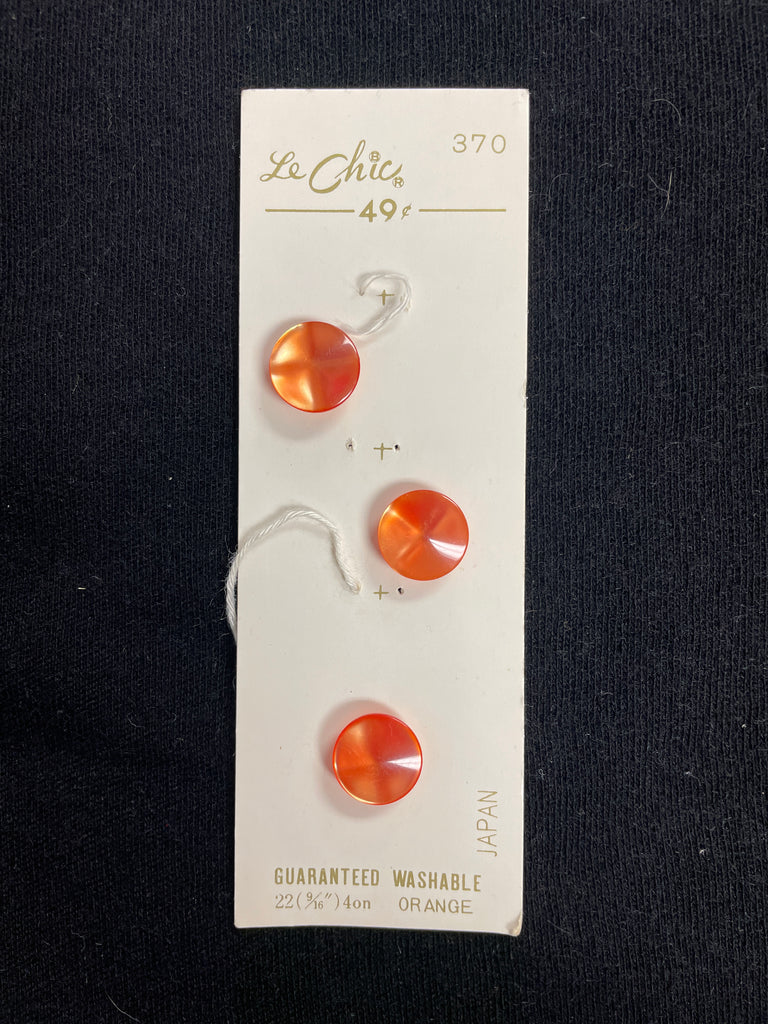 370
Le Chic®
49¢
JAPAN
GUARANTEED WASHABLE
22(9/16")4on ORANGE